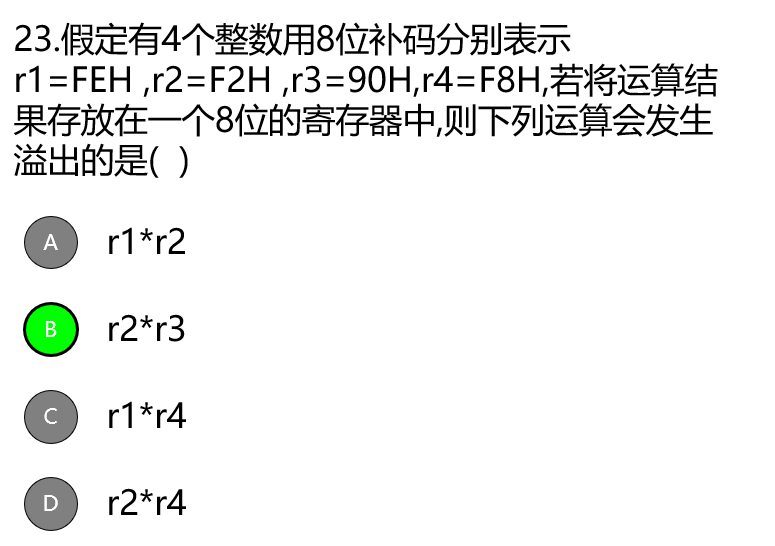 23.假定有4个整数用8位补码分别表示
r1=FEH ,r2=F2H ,r3=90H,r4=F8H,若将运算结
果存放在一个8位的寄存器中,则下列运算会发生
溢出的是(  )
A r1*r2
B r2*r3
C r1*r4
D r2*r4